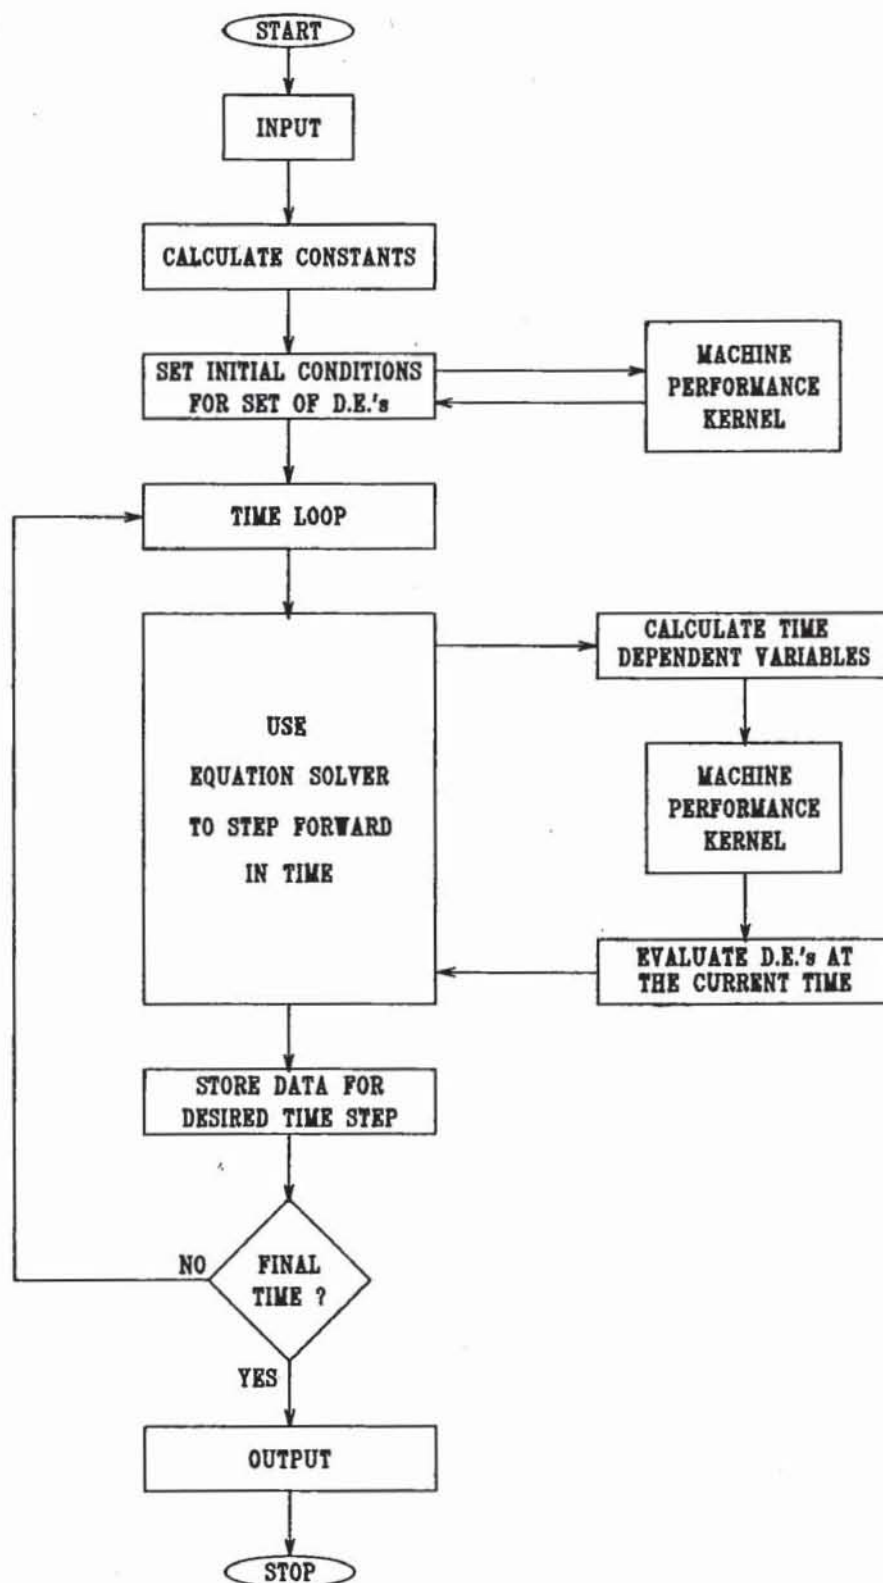 START
INPUT
CALCULATE CONSTANTS
SET INITIAL CONDITIONS
FOR SET OF D.E.'s
MACHINE
PERFORMANCE
KERNEL
TIME LOOP
USE
EQUATION SOLVER
TO STEP FORWARD
IN TIME
CALCULATE TIME
DEPENDENT VARIABLES
MACHINE
PERFORMANCE
KERNEL
EVALUATE D.E.'s AT
THE CURRENT TIME
STORE DATA FOR
DESIRED TIME STEP
FINAL
TIME ?
NO
YES
OUTPUT
STOP